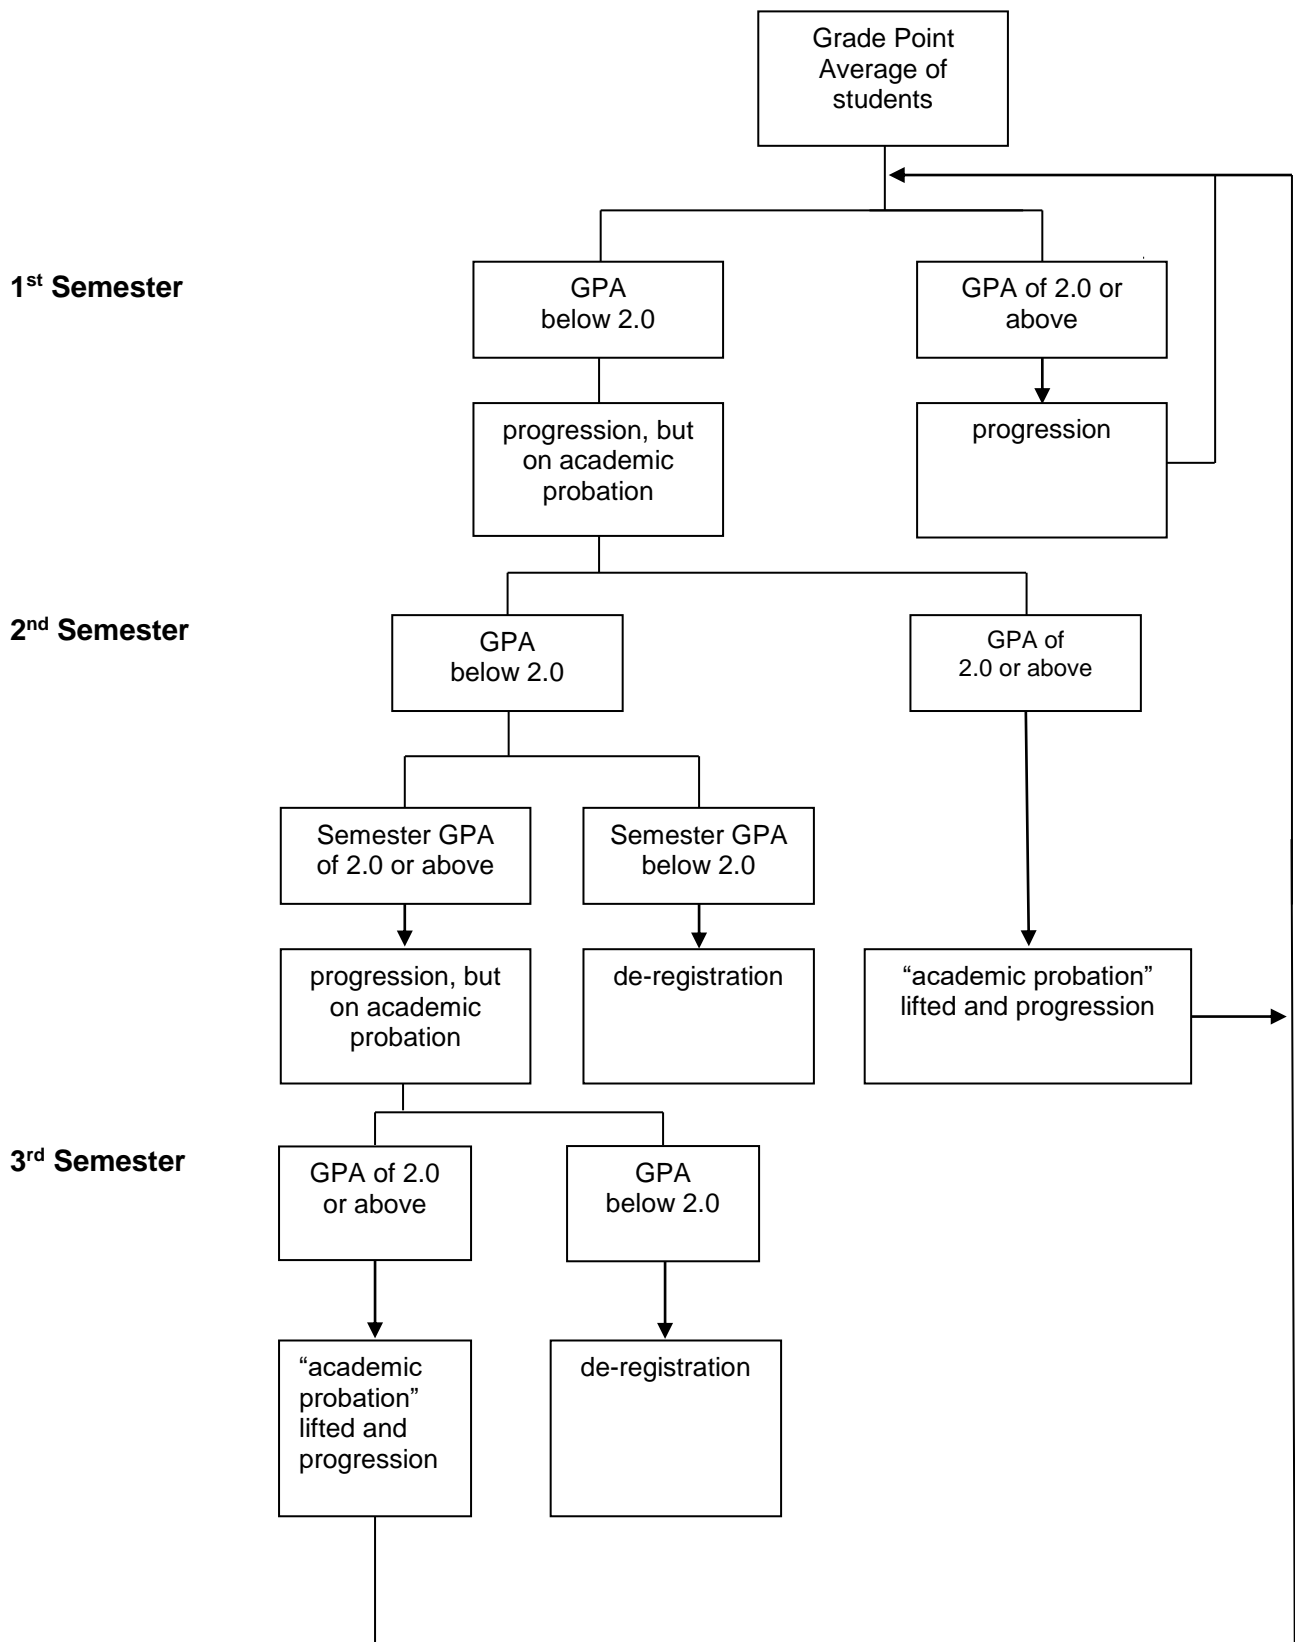 Grade Point
Average of
students
1st Semester
GPA
below 2.0
GPA of 2.0 or
above
progression, but
on academic
probation
progression
2nd Semester
GPA
below 2.0
GPA of
2.0 or above
Semester GPA
of 2.0 or above
Semester GPA
below 2.0
progression, but
on academic
probation
de-registration
“academic probation”
lifted and progression
3rd Semester
GPA of 2.0
or above
GPA
below 2.0
“academic
probation”
lifted and
progression
de-registration